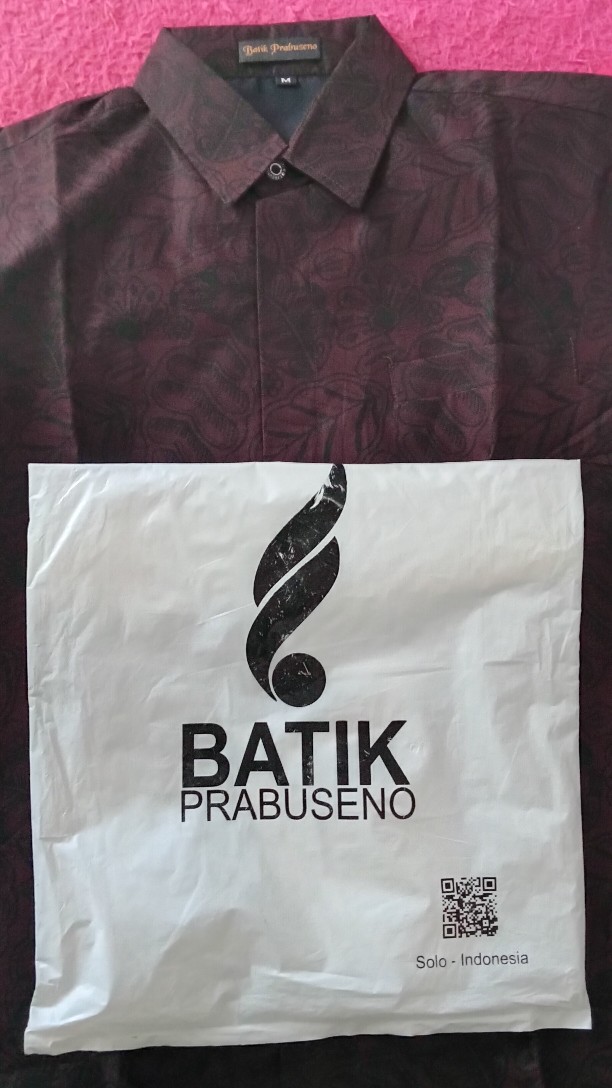 Batik Prabuseno
M
BATIK
PRABUSENO
Solo - Indonesia